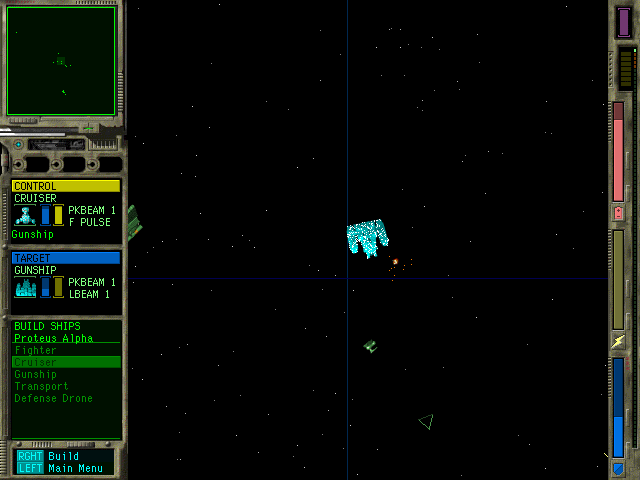 CONTROL
CRUISER
PKBEAM 1
F PULSE
Gunship
TARGET
GUNSHIP
PKBEAM 1
LBEAM 1
BUILD SHIPS
Proteus Alpha
Fighter
Cruiser
Gunship
Transport
Defense Drone
RGHT Build
LEFT Main Menu